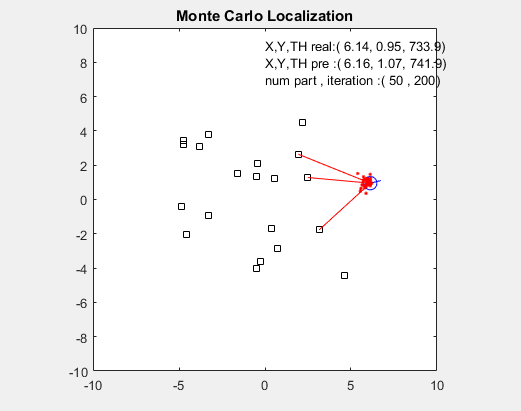 Monte Carlo Localization
X,Y,TH real:( 6.14, 0.95, 733.9)
X,Y,TH pre :( 6.16, 1.07, 741.9)
num part , iteration :( 50 , 200)
10
8
6
4
2
0
-2
-4
-6
-8
-10
-10 -5 0 5 10